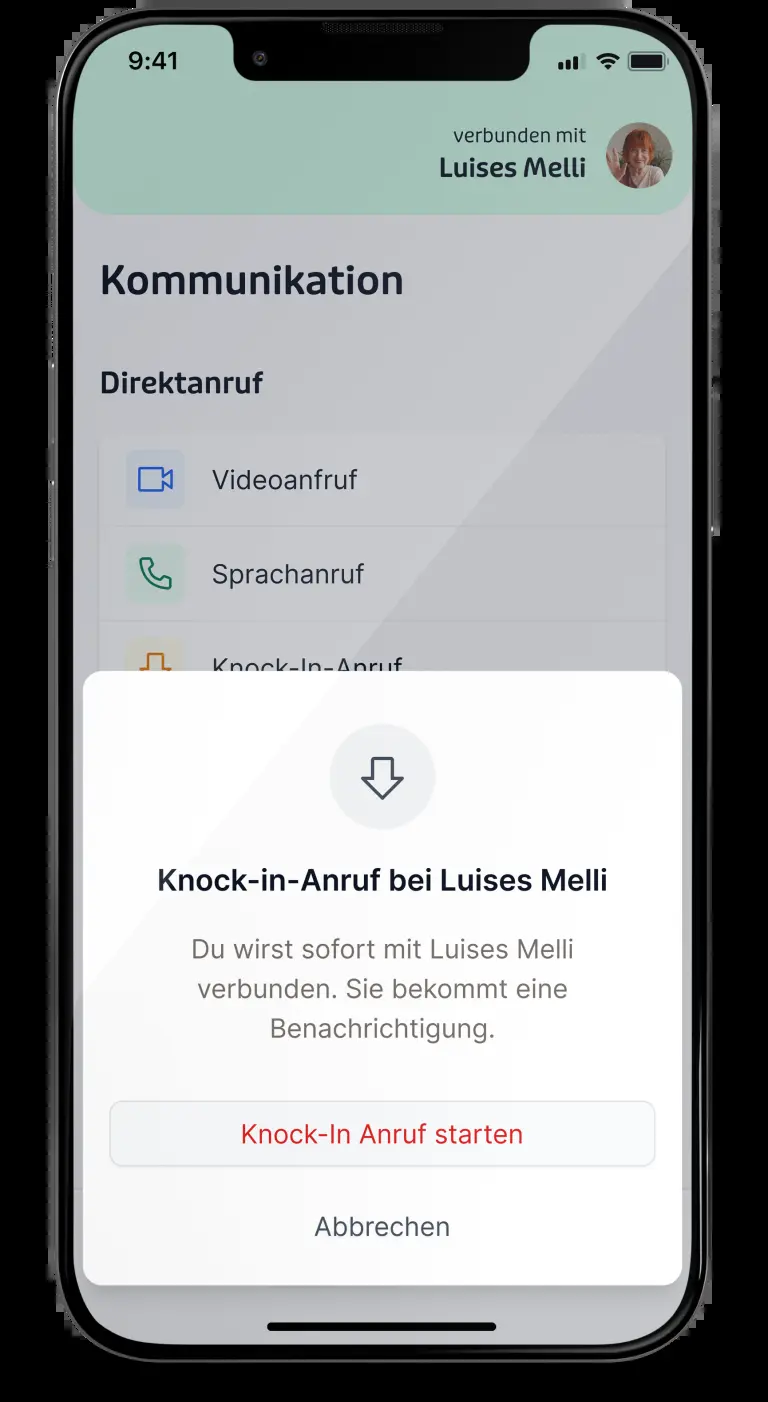 9:41
verbunden mit
Luises Melli
Kommunikation
Direktanruf
Videoanfruf
Sprachanruf
Knock-In-Anruf
Knock-in-Anruf bei Luises Melli
Du wirst sofort mit Luises Melli
verbunden. Sie bekommt eine
Benachrichtigung.
Knock-In Anruf starten
Abbrechen